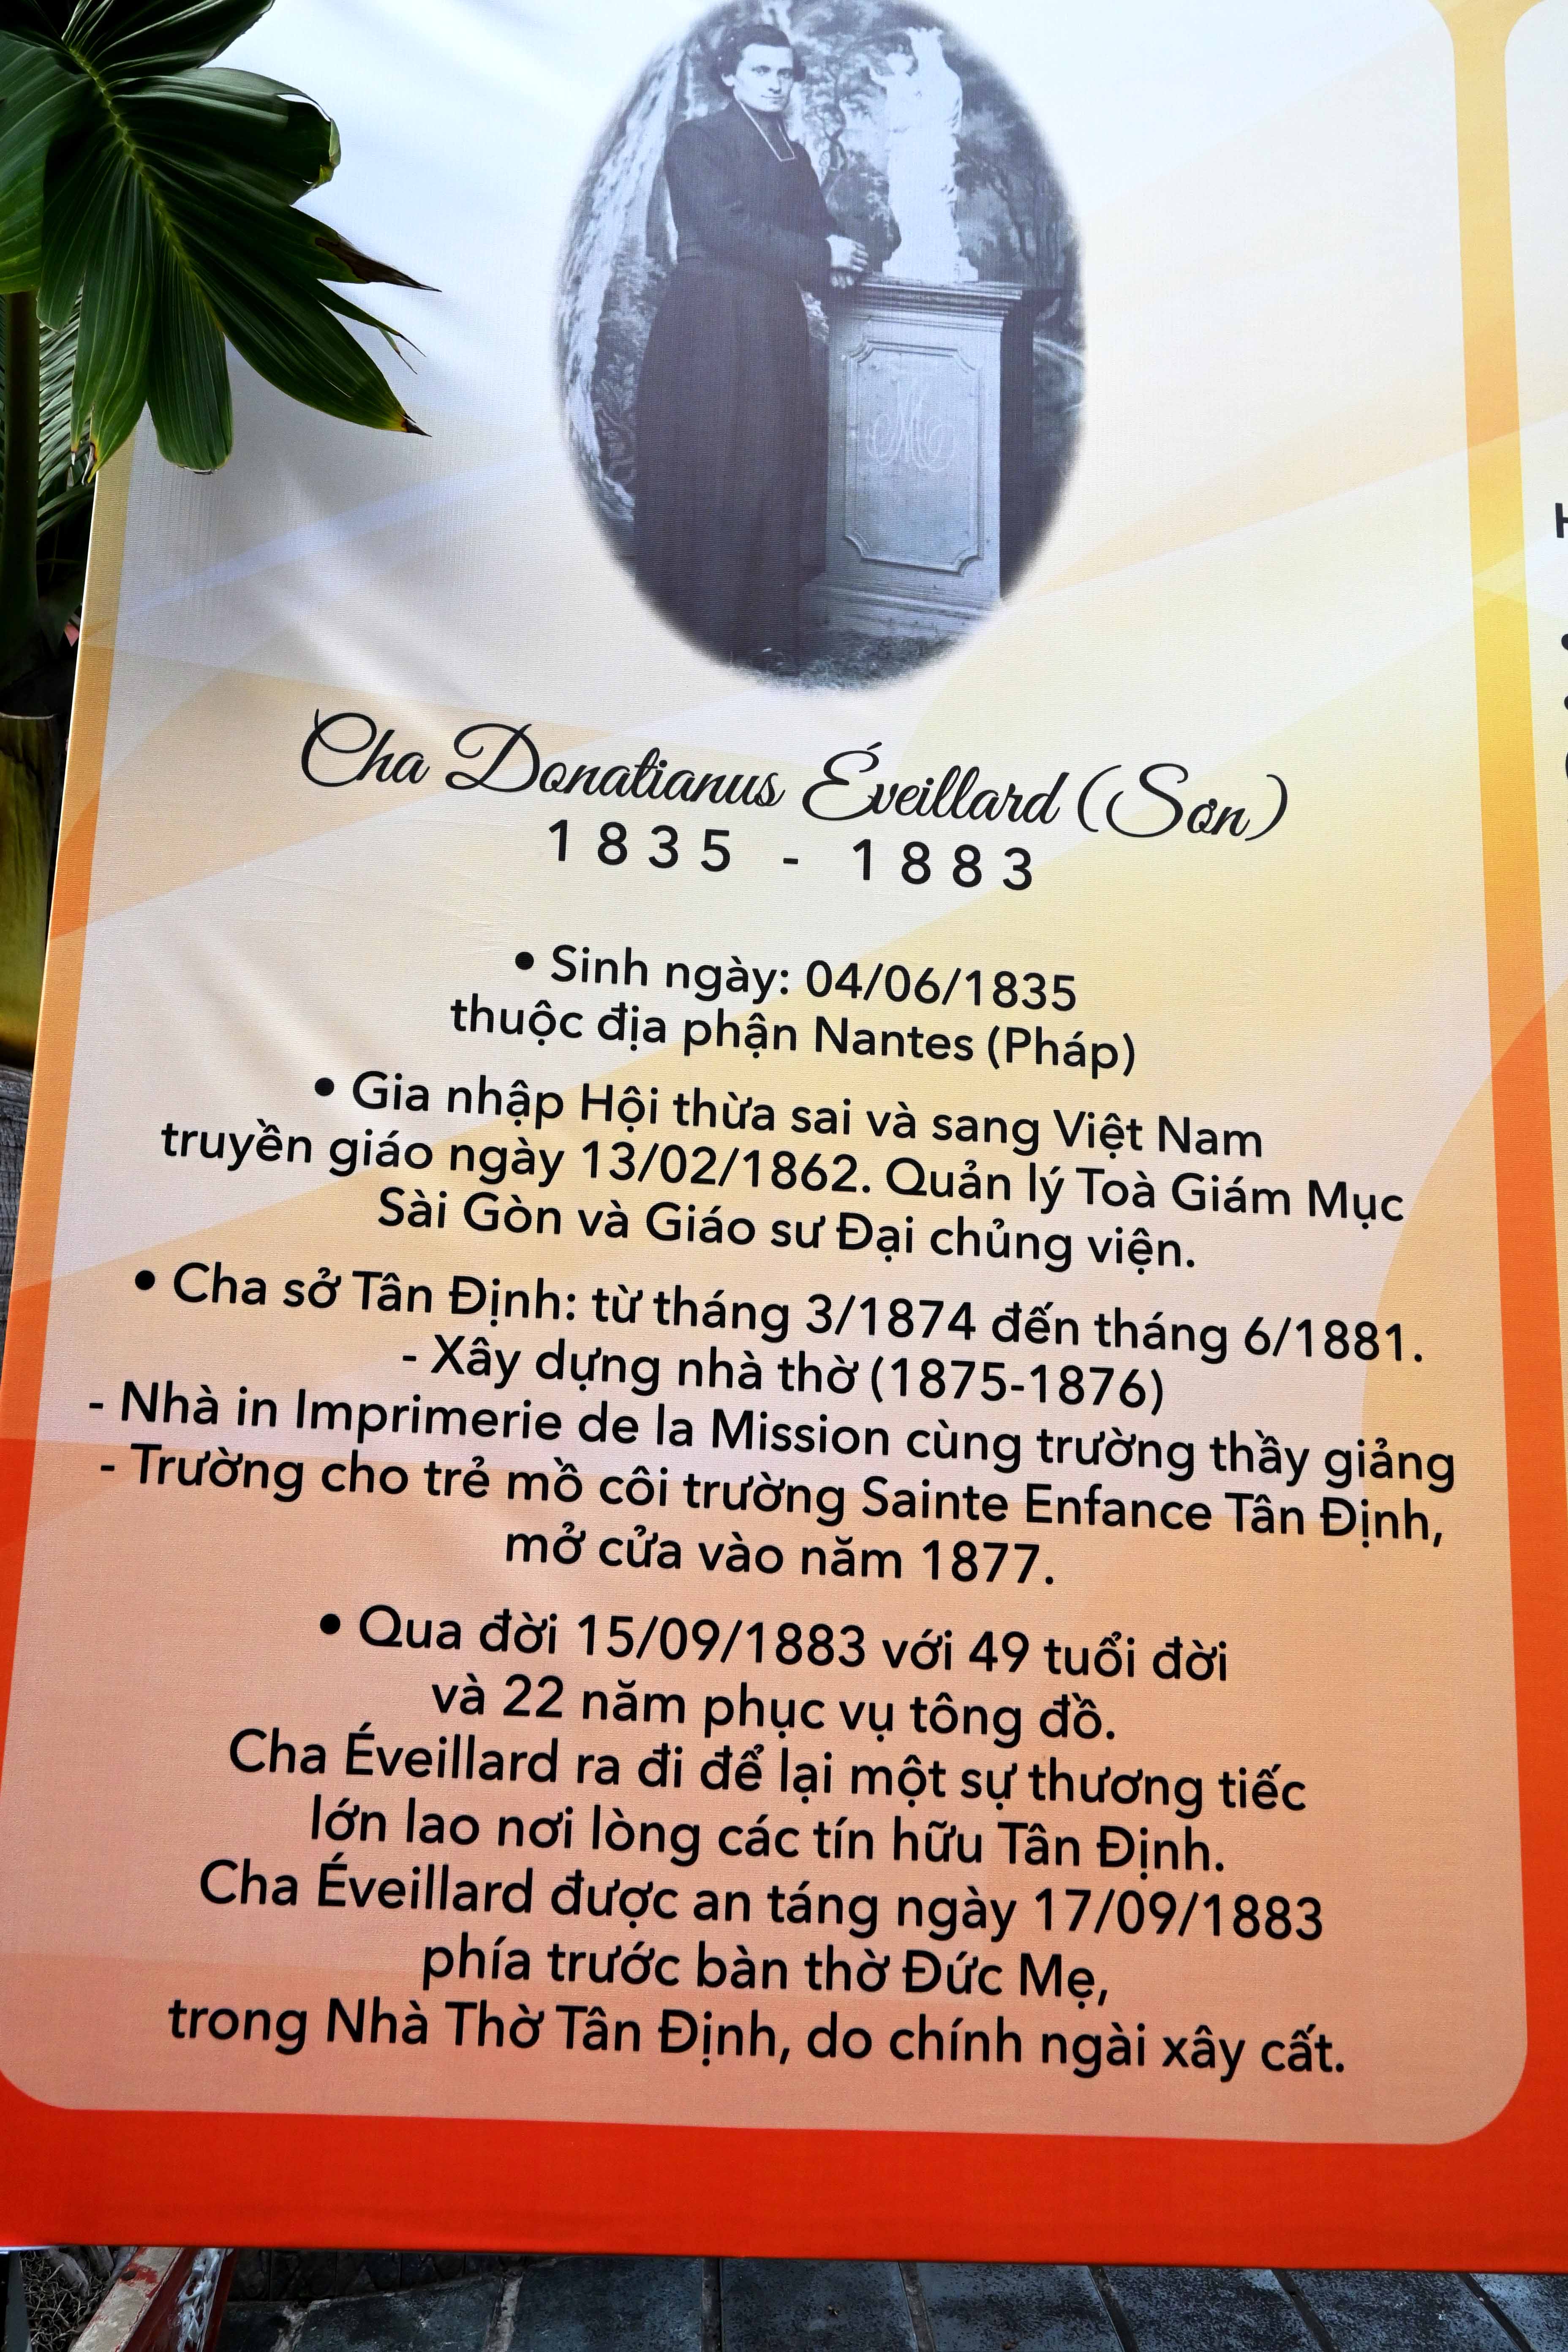 Cha Donatianus Éveillard (Sơn)
1835 - 1883
• Sinh ngày: 04/06/1835
thuộc địa phận Nantes (Pháp)
• Gia nhập Hội thừa sai và sang Việt Nam
truyền giáo ngày 13/02/1862. Quản lý Toà Giám Mục
Sài Gòn và Giáo sư Đại chủng viện.
• Cha sở Tân Định: từ tháng 3/1874 đến tháng 6/1881.
- Xây dựng nhà thờ (1875-1876)
- Nhà in Imprimerie de la Mission cùng trường thầy giảng
- Trường cho trẻ mồ côi trường Sainte Enfance Tân Định,
mở cửa vào năm 1877.
• Qua đời 15/09/1883 với 49 tuổi đời
và 22 năm phục vụ tông đồ.
Cha Éveillard ra đi để lại một sự thương tiếc
lớn lao nơi lòng các tín hữu Tân Định.
Cha Éveillard được an táng ngày 17/09/1883
phía trước bàn thờ Đức Mẹ,
trong Nhà Thờ Tân Định, do chính ngài xây cất.